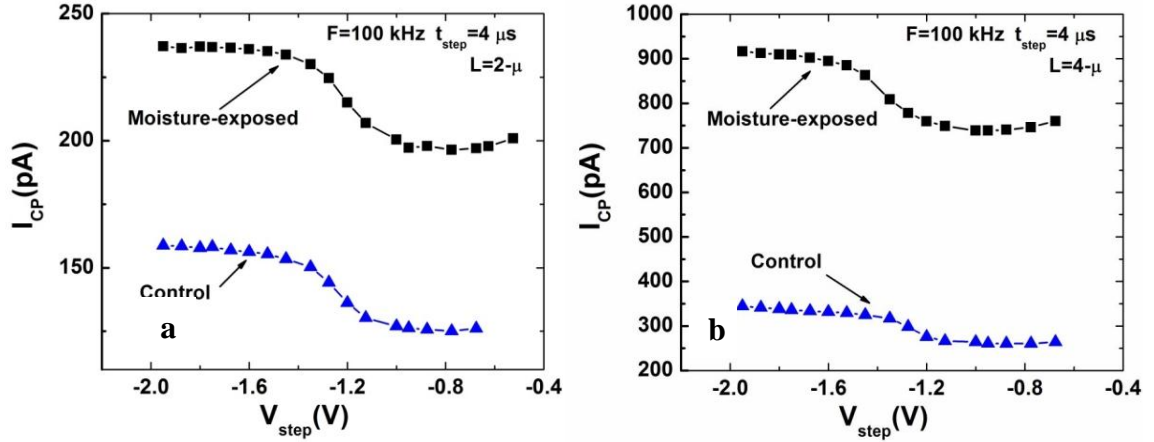 F=100 kHz t_step=4 μs
L=2-μ
250
200
150
I_CP(pA)
Moisture-exposed
Control
a
-2.0 -1.6 -1.2 -0.8 -0.4
V_step(V)
F=100 kHz t_step=4 μs
L=4-μ
1000
900
800
700
600
500
400
300
200
I_CP(pA)
Moisture-exposed
Control
b
-2.0 -1.6 -1.2 -0.8 -0.4
V_step(V)